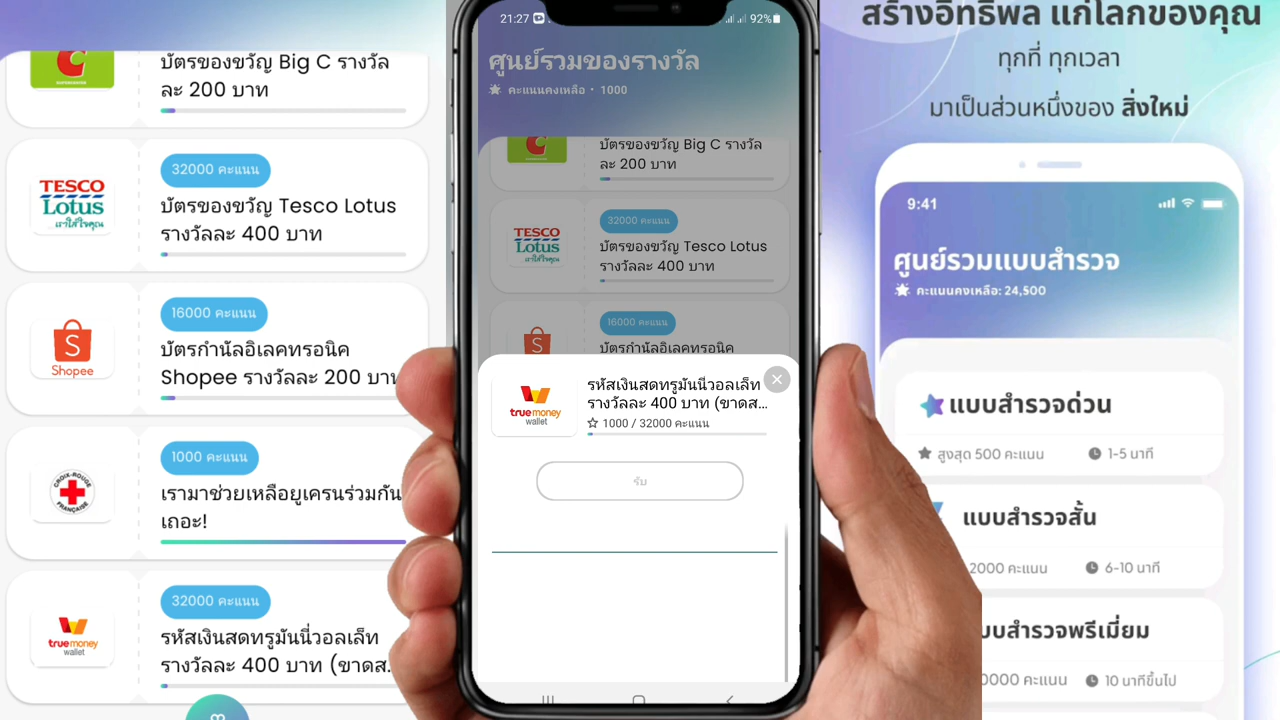 บัตรของขวัญ Big C รางวัล
ละ 200 บาท
32000 คะแนน
TESCO
Lotus
เราใส่ใจคุณ
บัตรของขวัญ Tesco Lotus
รางวัลละ 400 บาท
16000 คะแนน
Shopee
บัตรกำนัลอิเลคทรอนิค
Shopee รางวัลละ 200 บาท
1000 คะแนน
CROIX-ROUGE
FRANÇAISE
เรามาช่วยเหลือยูเครนร่วมกัน
เถอะ!
32000 คะแนน
truemoney
wallet
รหัสเงินสดทรูมันนี่วอลเล็ท
รางวัลละ 400 บาท (ขาดส..
21:27
92%
ศูนย์รวมของรางวัล
คะแนนคงเหลือ • 1000
บัตรของขวัญ Big C รางวัล
ละ 200 บาท
32000 คะแนน
TESCO
Lotus
เราใส่ใจคุณ
บัตรของขวัญ Tesco Lotus
รางวัลละ 400 บาท
16000 คะแนน
บัตรกำนัลอิเลคทรอนิค
truemoney
wallet
รหัสเงินสดทรูมันนี่วอลเล็ท
รางวัลละ 400 บาท (ขาดส...
1000 / 32000 คะแนน
รับ
สร้างอิทธิพล แก่โลกของคุณ
ทุกที่ ทุกเวลา
มาเป็นส่วนหนึ่งของ สิ่งใหม่
9:41
ศูนย์รวมแบบสำรวจ
คะแนนคงเหลือ: 24,500
แบบสำรวจด่วน
สูงสุด 500 คะแนน
1-5 นาที
แบบสำรวจสั้น
2000 คะแนน
6-10 นาที
แบบสำรวจพรีเมี่ยม
0000 คะแนน
10 นาทีขึ้นไป